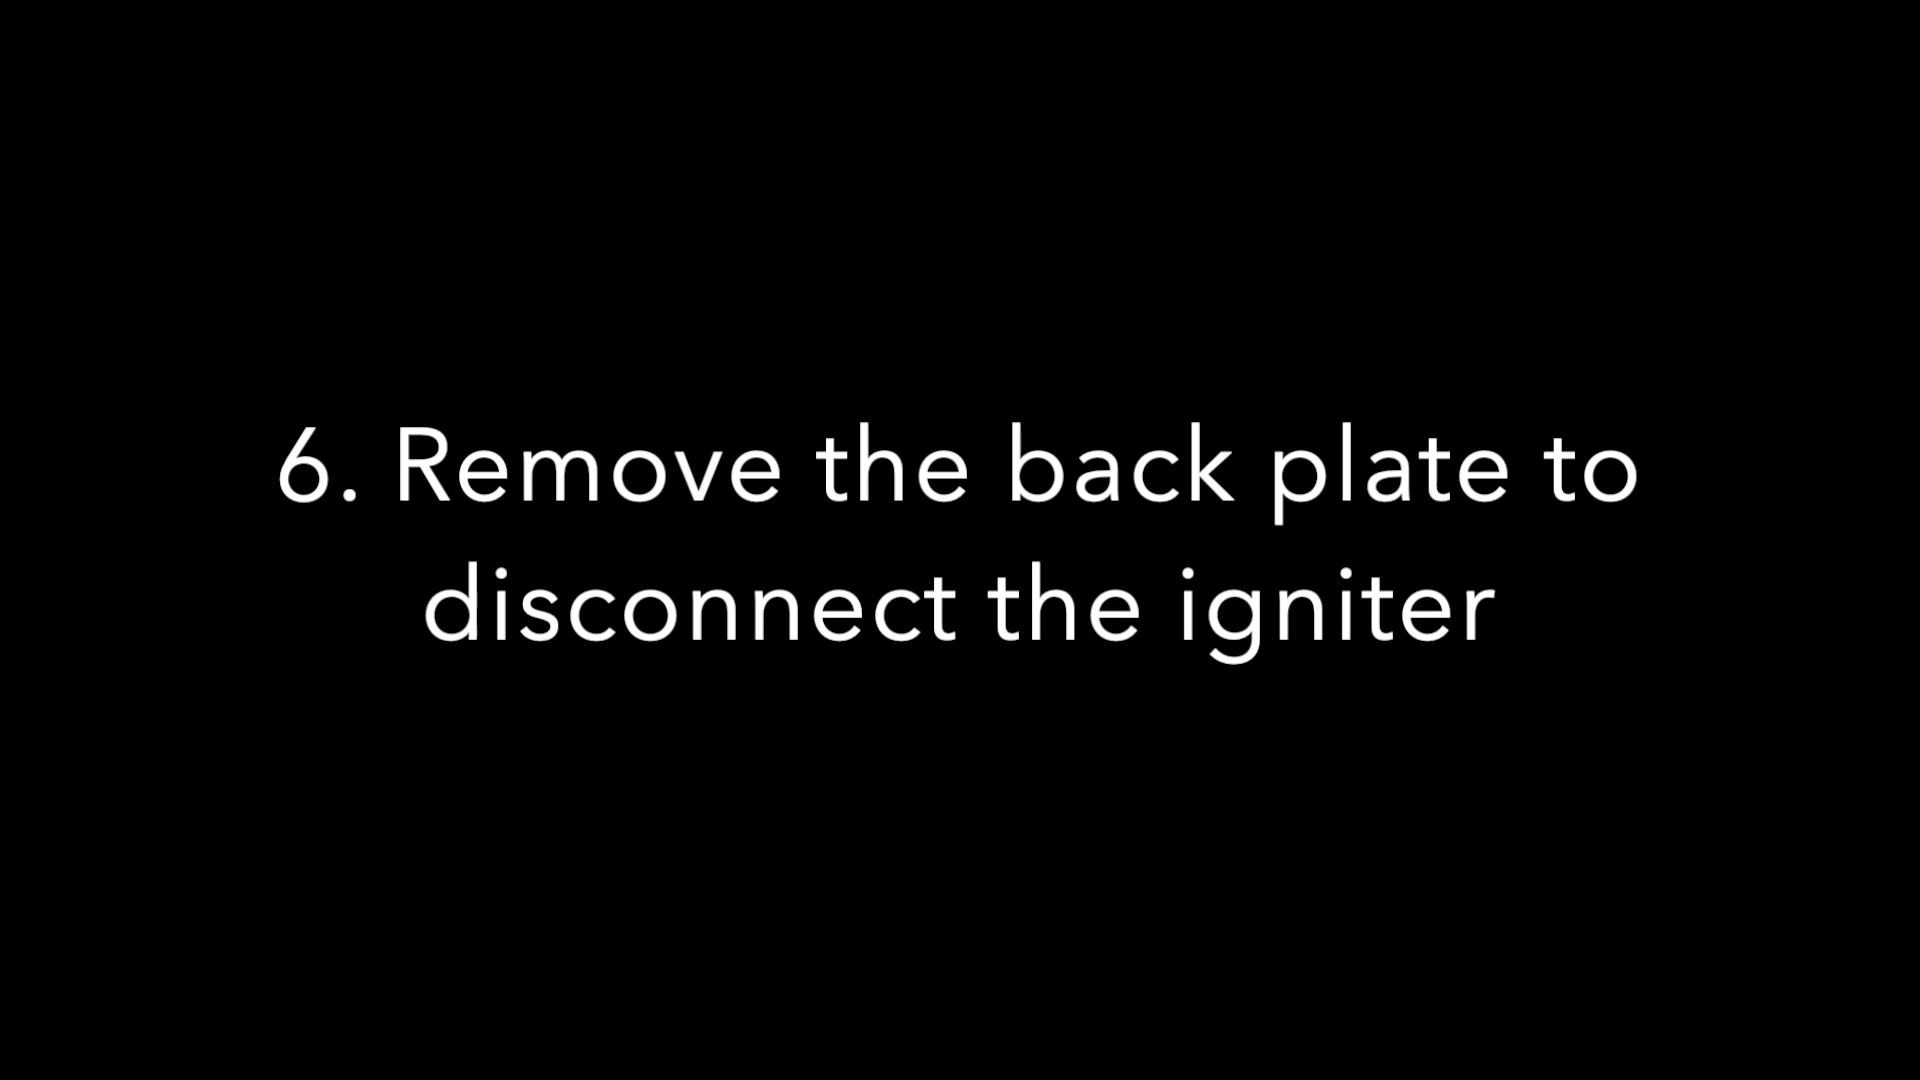 6. Remove the back plate to
disconnect the igniter